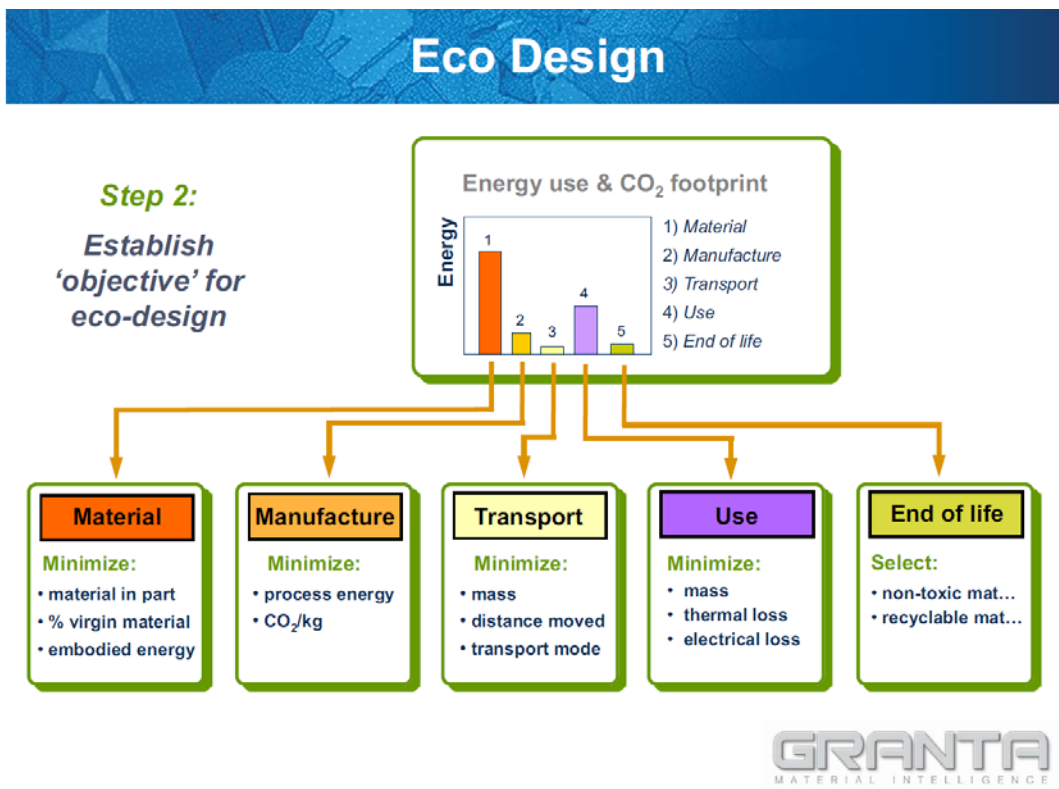 Eco Design
Step 2:
Establish
‘objective’ for
eco-design
Energy use & CO₂ footprint
Energy
1
2
3
4
5
1) Material
2) Manufacture
3) Transport
4) Use
5) End of life
Material
Minimize:
• material in part
• % virgin material
• embodied energy
Manufacture
Minimize:
• process energy
• CO₂/kg
Transport
Minimize:
• mass
• distance moved
• transport mode
Use
Minimize:
• mass
• thermal loss
• electrical loss
End of life
Select:
• non-toxic mat…
• recyclable mat…
GRANTA
MATERIAL INTELLIGENCE